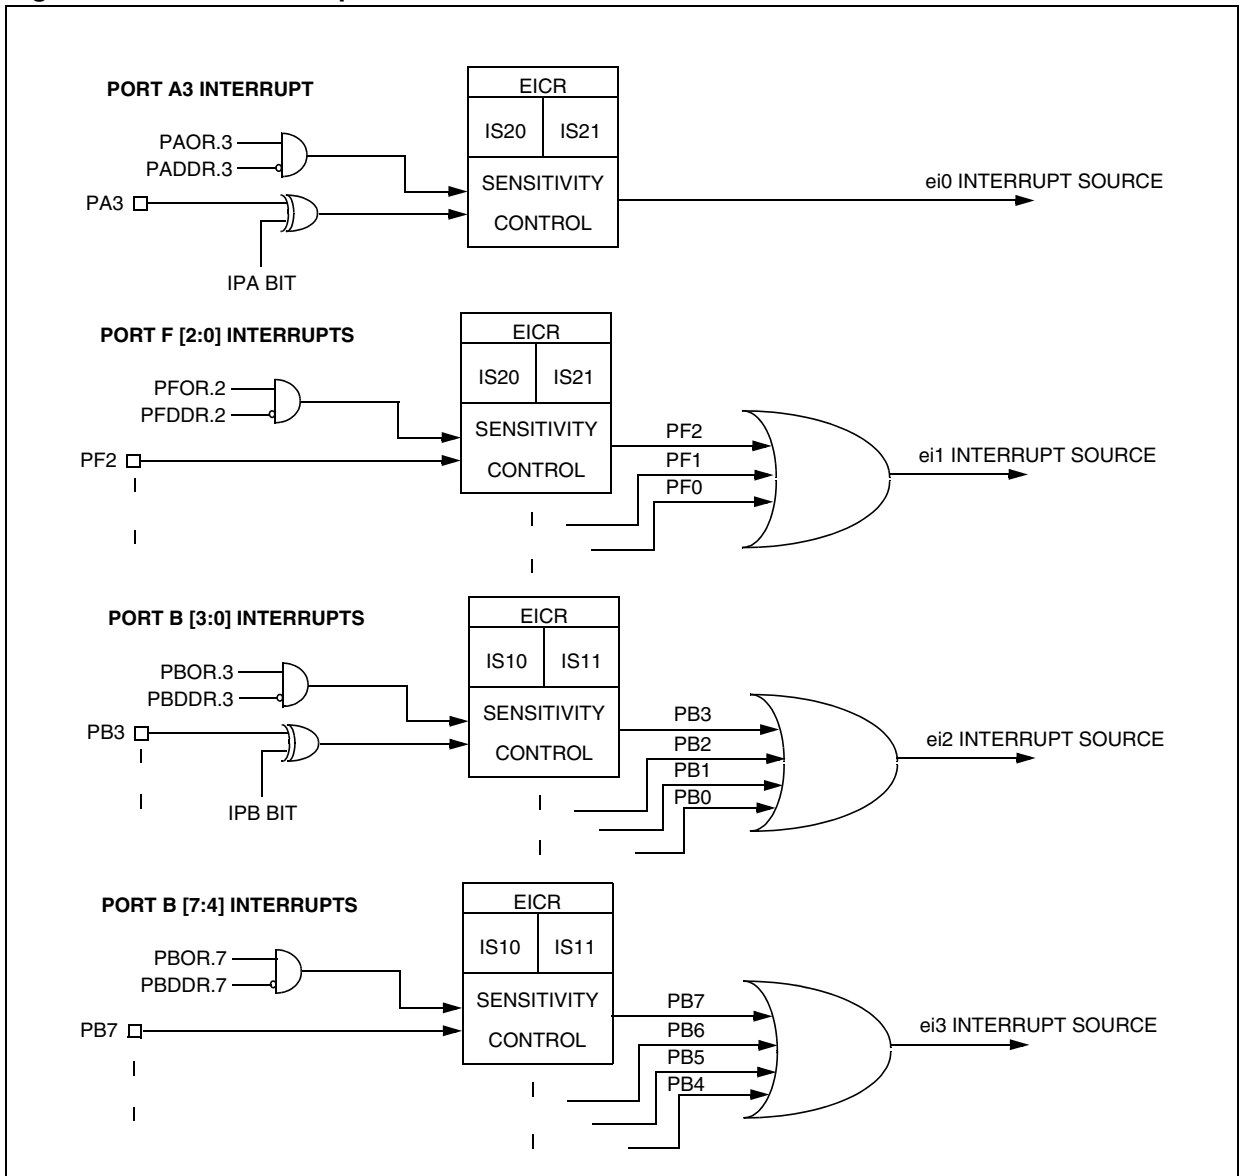 PORT A3 INTERRUPT
EICR
IS20 IS21
PAOR.3
PADDR.3
SENSITIVITY
CONTROL
PA3
IPA BIT
ei0 INTERRUPT SOURCE
PORT F [2:0] INTERRUPTS
EICR
IS20 IS21
PFOR.2
PFDDR.2
SENSITIVITY
CONTROL
PF2
PF2
PF1
PF0
ei1 INTERRUPT SOURCE
PORT B [3:0] INTERRUPTS
EICR
IS10 IS11
PBOR.3
PBDDR.3
SENSITIVITY
CONTROL
PB3
IPB BIT
PB3
PB2
PB1
PB0
ei2 INTERRUPT SOURCE
PORT B [7:4] INTERRUPTS
EICR
IS10 IS11
PBOR.7
PBDDR.7
SENSITIVITY
CONTROL
PB7
PB7
PB6
PB5
PB4
ei3 INTERRUPT SOURCE